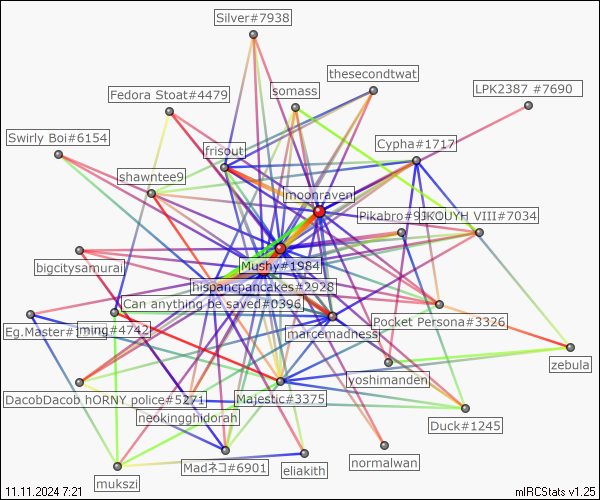 Silver#7938
thesecondtwat
somass
LPK2387 #7690
Fedora Stoat#4479
Swirly Boi#6154
Cypha#1717
frisout
shawntee9
moonraven
Pikabro#91
JKOUYH VIII#7034
Mushy#1984
bigcitysamurai
hispancpancakes#2928
Can anything be saved#0396
Eg.Master#1
ming#4742
marcemadness
Pocket Persona#3326
zebula
yoshimanden
DacobDacob hORNY police#5271
Majestic#3375
neokingghidorah
Duck#1245
Madネコ#6901
eliakith
normalwan
mukszi
11.11.2024 7:21
mIRCStats v1.25